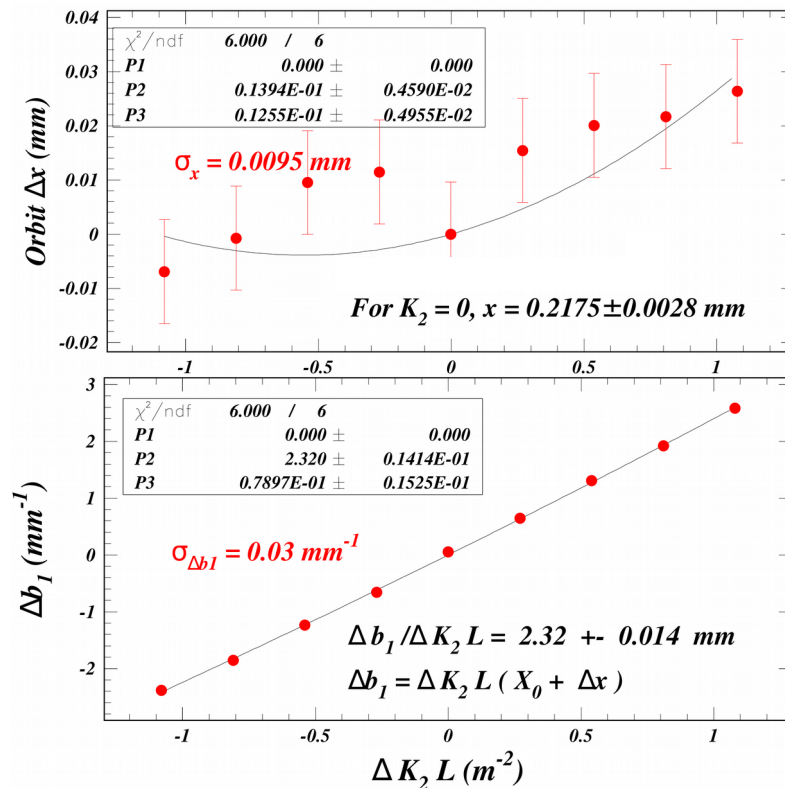 0.04
0.03
0.02
0.01
0
-0.01
-0.02
Orbit Δx (mm)
χ²/ndf 6.000 / 6
P1 0.000 ± 0.000
P2 0.1394E-01 ± 0.4590E-02
P3 0.1255E-01 ± 0.4955E-02
σx = 0.0095 mm
For K2 = 0, x = 0.2175±0.0028 mm
-1 -0.5 0 0.5 1
3
2
1
0
-1
-2
Δb1 (mm-1)
χ²/ndf 6.000 / 6
P1 0.000 ± 0.000
P2 2.320 ± 0.1414E-01
P3 0.7897E-01 ± 0.1525E-01
σΔb1 = 0.03 mm-1
Δb1/ΔK2 L = 2.32 +- 0.014 mm
Δb1 = ΔK2 L ( X0 + Δx )
-1 -0.5 0 0.5 1
ΔK2 L (m-2)